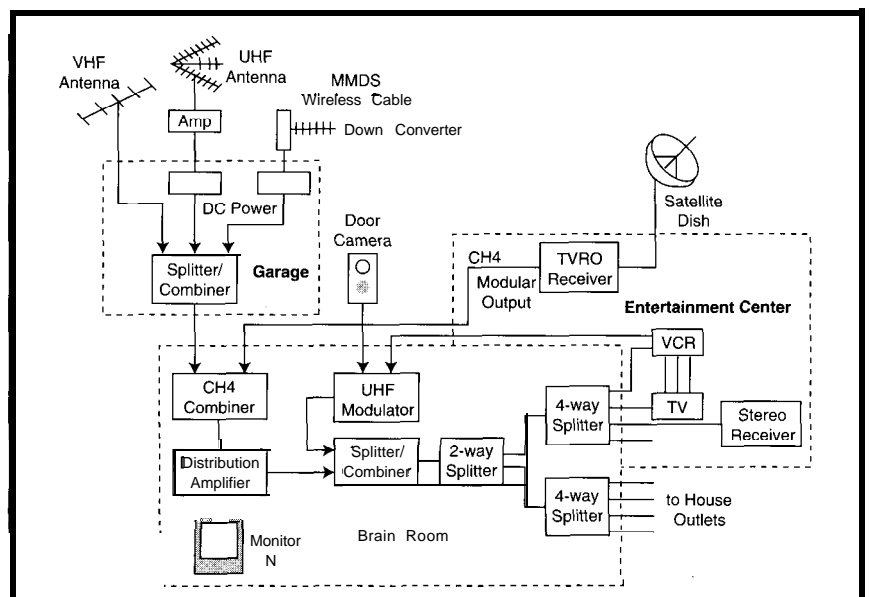 VHF
Antenna
UHF
Antenna
MMDS
Wireless Cable
Down Converter
Amp
DC Power
Splitter/
Combiner
Garage
Door
Camera
Satellite
Dish
CH4
Modular
Output
TVRO
Receiver
Entertainment Center
VCR
TV
Stereo
Receiver
CH4
Combiner
UHF
Modulator
4-way
Splitter
Distribution
Amplifier
Splitter/
Combiner
2-way
Splitter
4-way
Splitter
to House
Outlets
Monitor
N
Brain Room